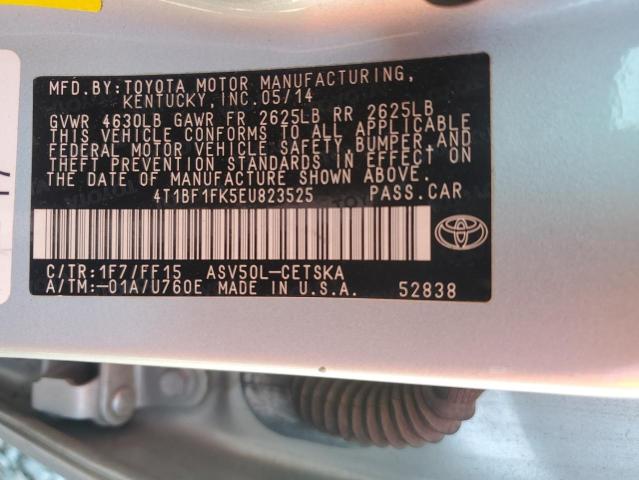 MFD.BY:TOYOTA MOTOR MANUFACTURING,
KENTUCKY, INC.05/14
GVWR 4630LB GAWR FR 2625LB RR 2625LB
THIS VEHICLE CONFORMS TO ALL APPLICABLE
FEDERAL MOTOR VEHICLE SAFETY,BUMPER,AND
THEFT PREVENTION STANDARDS IN EFFECT ON
THE DATE OF MANUFACTURE SHOWN ABOVE.
4T1BF1FK5EU823525 PASS.CAR
TOYOTA
C/TR:1F7/FF15 ASV50L-CETSKA
A/TM:-01A/U760E MADE IN U.S.A. 52838